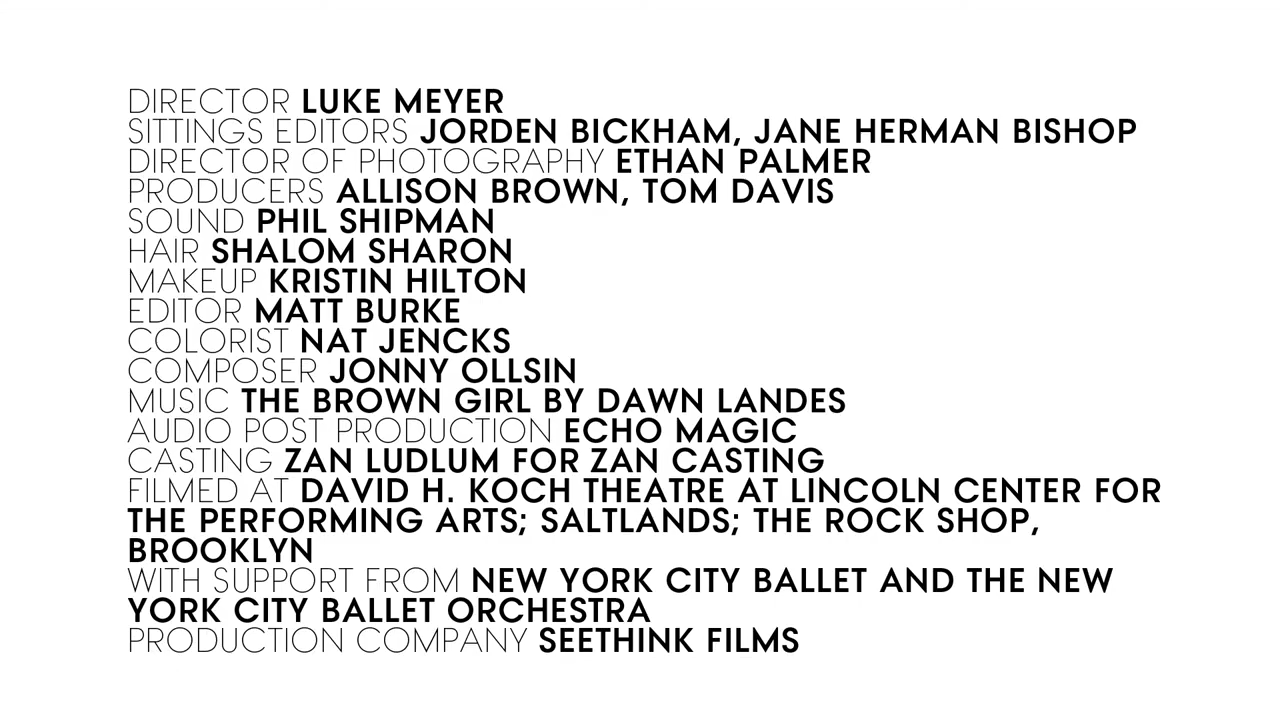 DIRECTOR LUKE MEYER
SITTINGS EDITORS JORDEN BICKHAM, JANE HERMAN BISHOP
DIRECTOR OF PHOTOGRAPHY ETHAN PALMER
PRODUCERS ALLISON BROWN, TOM DAVIS
SOUND PHIL SHIPMAN
HAIR SHALOM SHARON
MAKEUP KRISTIN HILTON
EDITOR MATT BURKE
COLORIST NAT JENCKS
COMPOSER JONNY OLLSIN
MUSIC THE BROWN GIRL BY DAWN LANDES
AUDIO POST PRODUCTION ECHO MAGIC
CASTING ZAN LUDLUM FOR ZAN CASTING
FILMED AT DAVID H. KOCH THEATRE AT LINCOLN CENTER FOR
THE PERFORMING ARTS; SALTLANDS; THE ROCK SHOP,
BROOKLYN
WITH SUPPORT FROM NEW YORK CITY BALLET AND THE NEW
YORK CITY BALLET ORCHESTRA
PRODUCTION COMPANY SEETHINK FILMS